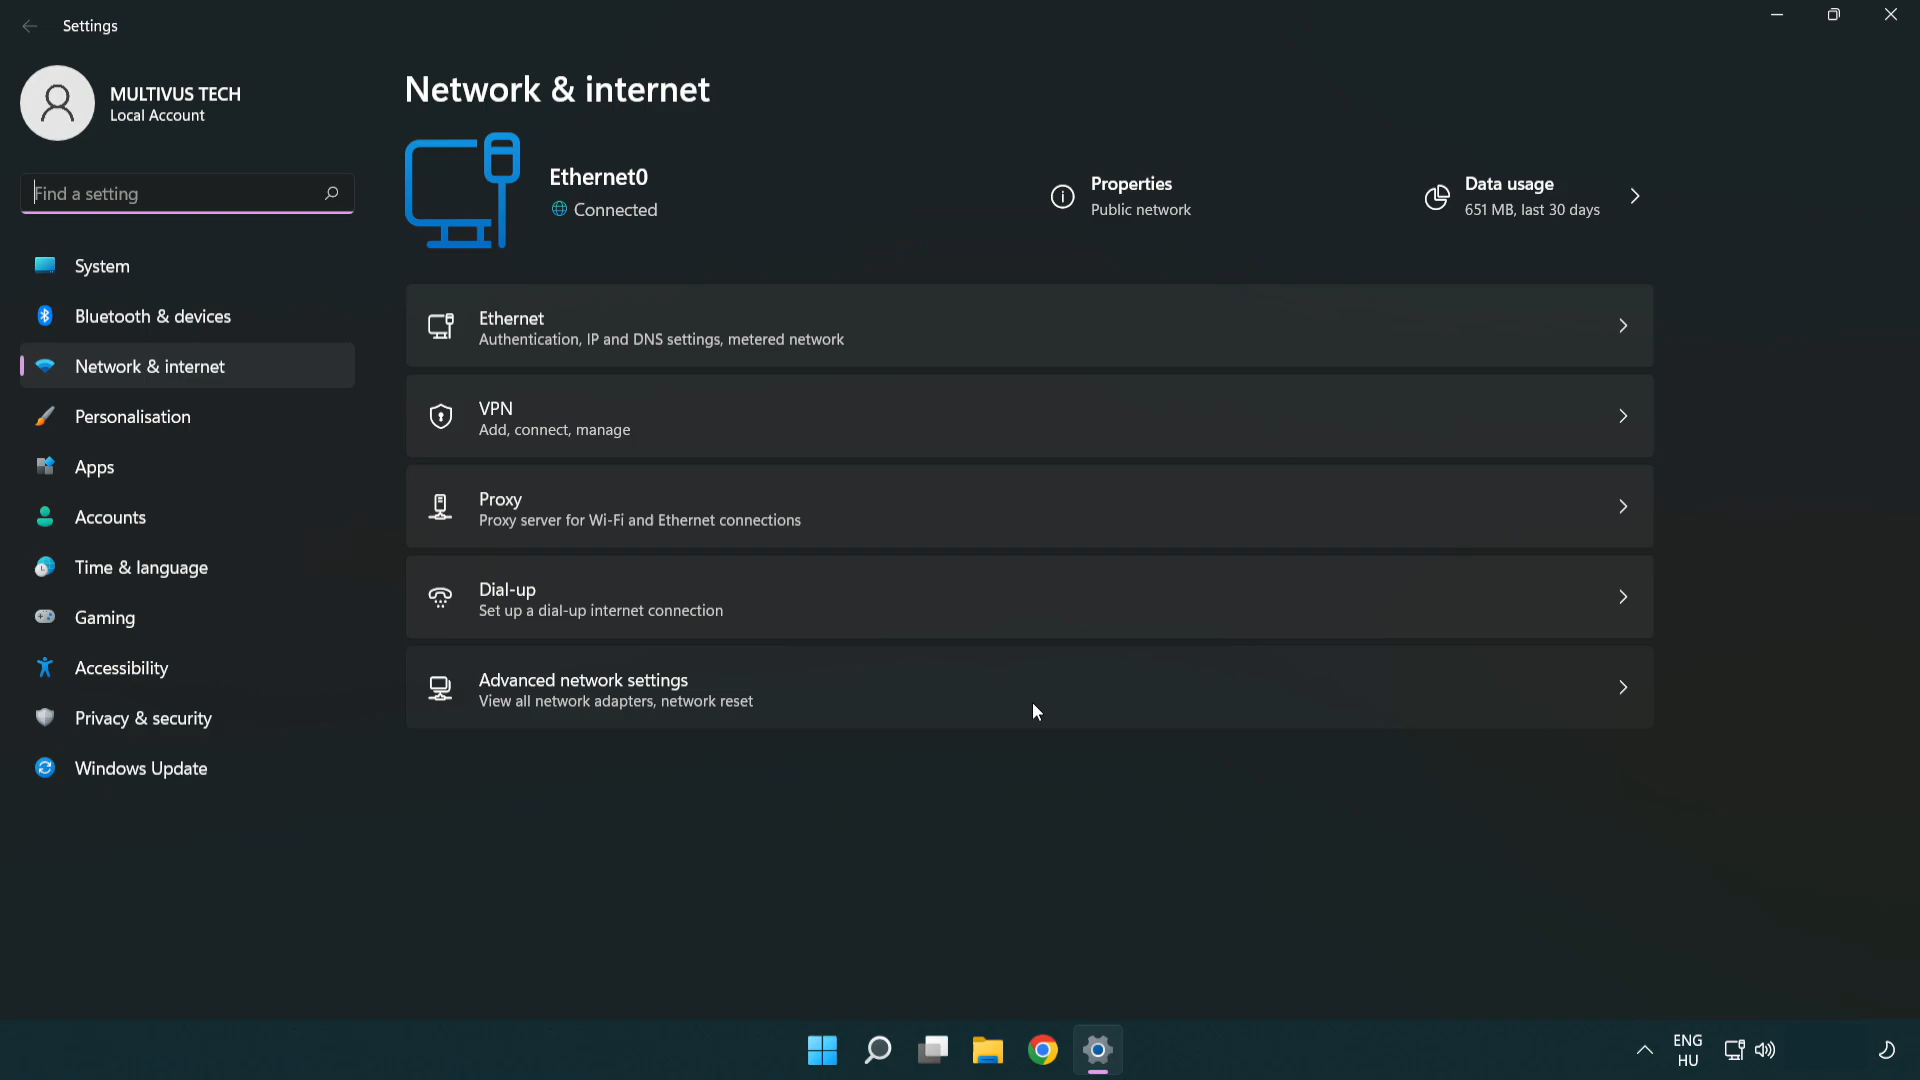 Settings
MULTIVUS TECH
Local Account
Find a setting
System
Bluetooth & devices
Network & internet
Personalisation
Apps
Accounts
Time & language
Gaming
Accessibility
Privacy & security
Windows Update
Network & internet
Ethernet0
Connected
Properties
Public network
Data usage
651 MB, last 30 days
Ethernet
Authentication, IP and DNS settings, metered network
VPN
Add, connect, manage
Proxy
Proxy server for Wi-Fi and Ethernet connections
Dial-up
Set up a dial-up internet connection
Advanced network settings
View all network adapters, network reset
ENG
HU